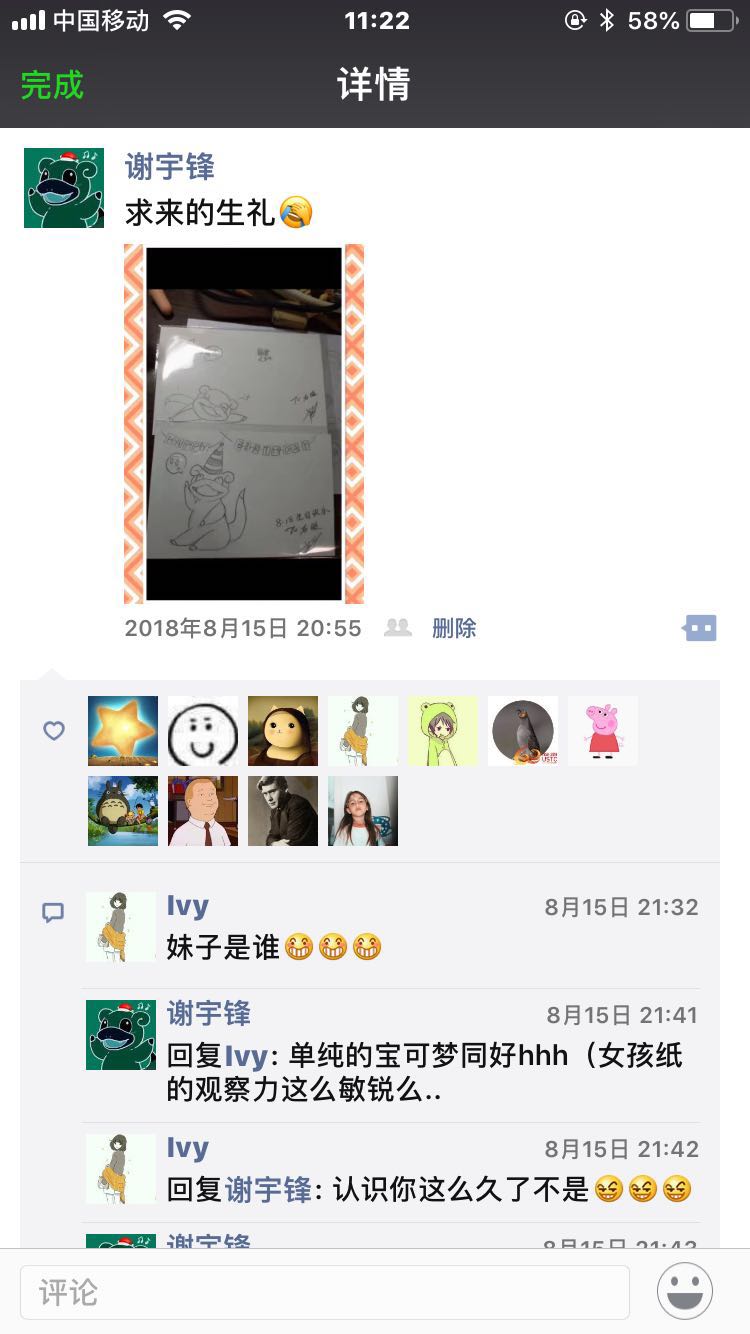 中国移动
11:22
58%
完成
详情
谢宇锋
求来的生礼🤣
2018年8月15日 20:55
删除
Ivy
8月15日 21:32
妹子是谁😁😁😁
谢宇锋
8月15日 21:41
回复Ivy: 单纯的宝可梦同好hhh（女孩纸
的观察力这么敏锐么..
Ivy
8月15日 21:42
回复谢宇锋: 认识你这么久了不是😆😆😆
谢宇锋
8月15日 21:43
评论